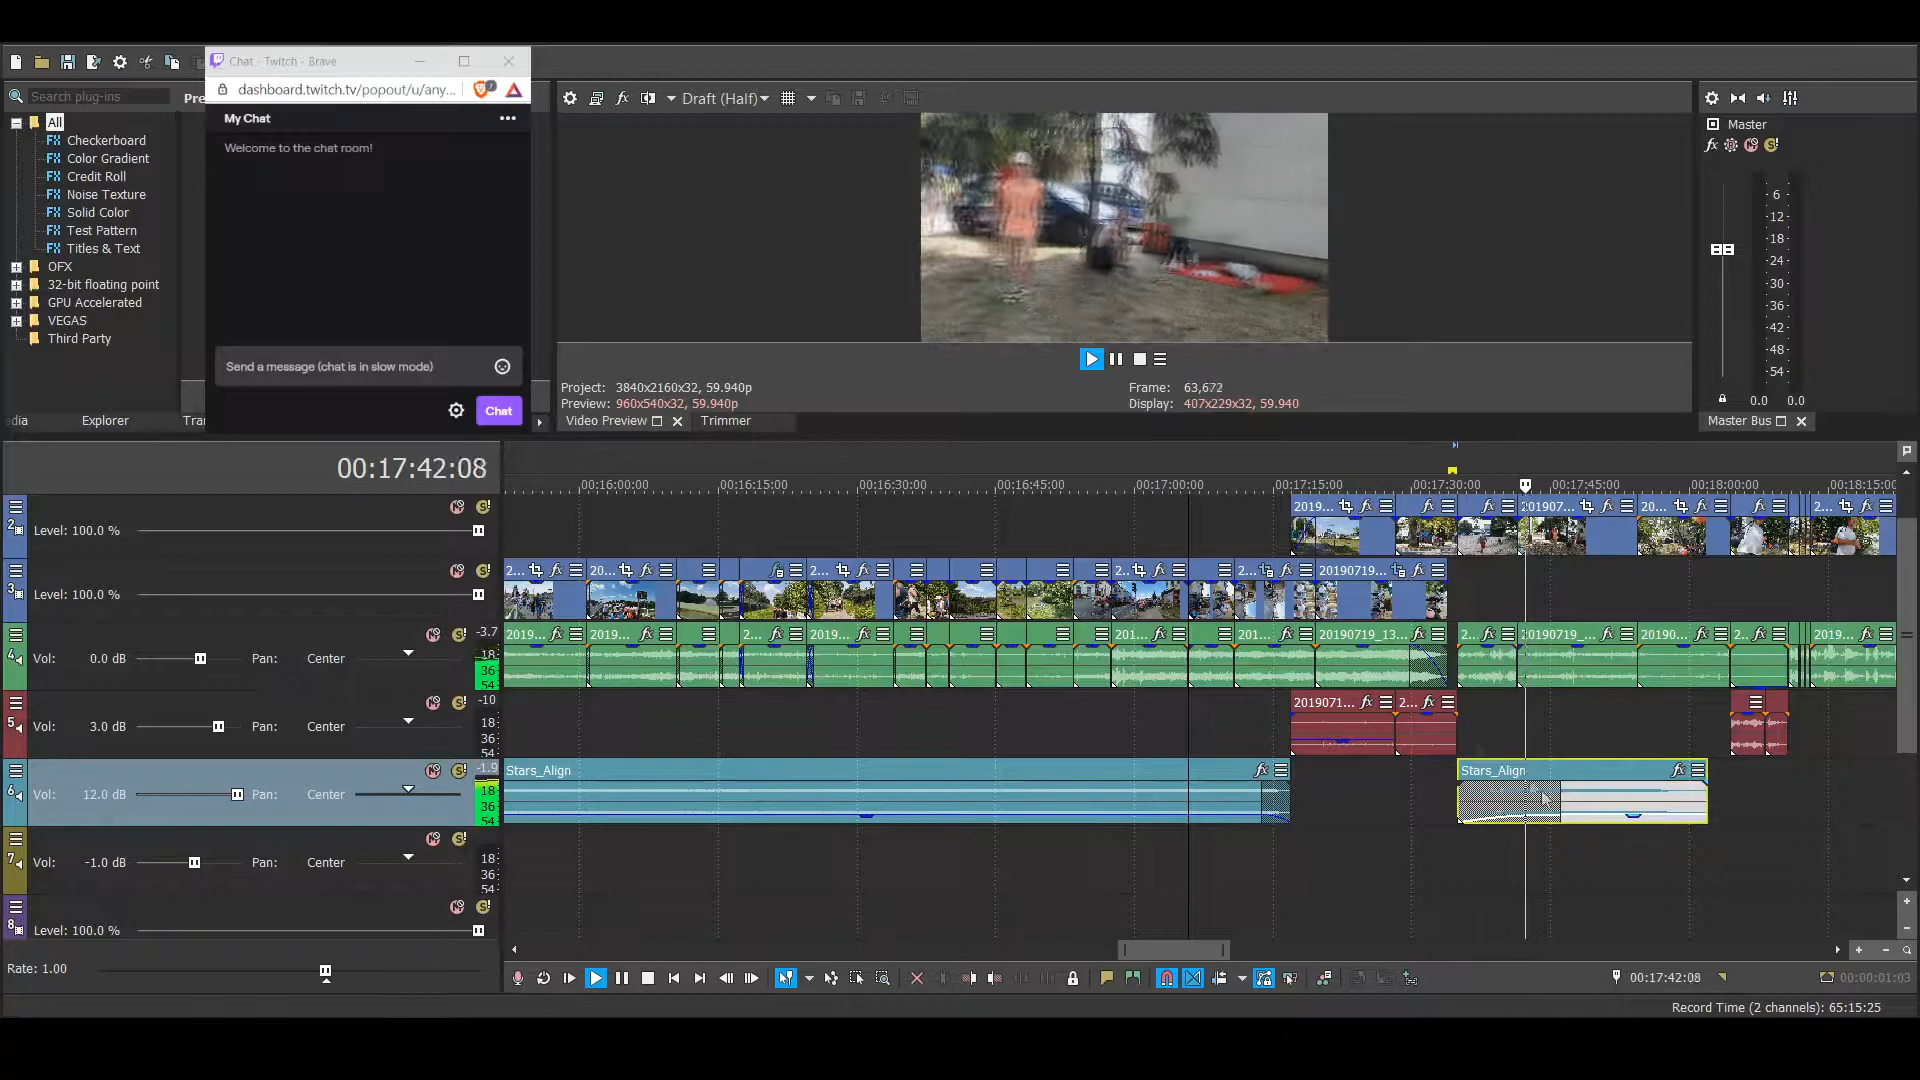 Chat - Twitch - Brave
dashboard.twitch.tv/popout/u/any...
7
Search plug-ins
Pre
My Chat
Welcome to the chat room!
Send a message (chat is in slow mode)
Chat
All
Checkerboard
Color Gradient
Credit Roll
Noise Texture
Solid Color
Test Pattern
Titles & Text
OFX
32-bit floating point
GPU Accelerated
VEGAS
Third Party
edia
Explorer
Tra
Draft (Half)
Project: 3840x2160x32, 59.940p
Preview: 960x540x32, 59.940p
Frame: 63,672
Display: 407x229x32, 59.940
Video Preview
Trimmer
Master
6
-12-
-18-
-24-
-30-
-36-
-42-
-48-
-54-
0.0 0.0
Master Bus
00:17:42:08
00:16:00:00
00:16:15:00
00:16:30:00
00:16:45:00
00:17:00:00
00:17:15:00
00:17:30:00
00:17:45:00
00:18:00:00
00:18:15:00
2
Level: 100.0 %
2019...
201907...
20...
2...
3
Level: 100.0 %
2...
20...
2...
2...
2...
20190719...
4
Vol: 0.0 dB Pan: Center
-3.7
18
36
54
2019...
2019...
2...
2019...
201...
201...
20190719_13...
2...
20190719_...
20190...
2...
2019...
5
Vol: 3.0 dB Pan: Center
-10
18
36
54
2019071...
2...
6
Vol: 12.0 dB Pan: Center
-1.9
18
36
54
Stars_Align
Stars_Align
7
Vol: -1.0 dB Pan: Center
18
36
54
8
Level: 100.0 %
Rate: 1.00
00:17:42:08
00:00:01:03
Record Time (2 channels): 65:15:25